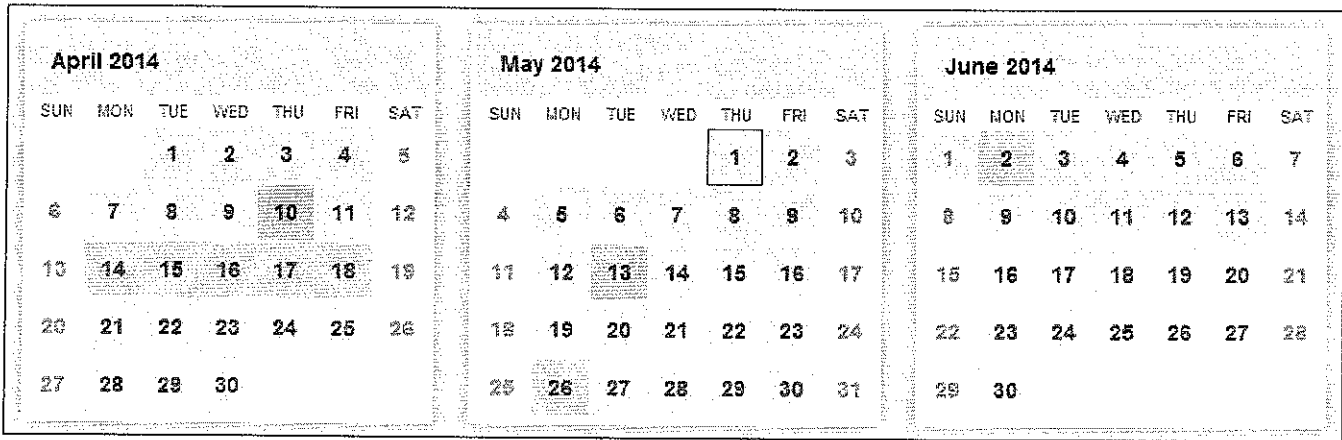 April 2014
SUN MON TUE WED THU FRI SAT
1 2 3 4 5
6 7 8 9 10 11 12
13 14 15 16 17 18 19
20 21 22 23 24 25 26
27 28 29 30
May 2014
SUN MON TUE WED THU FRI SAT
1 2 3
4 5 6 7 8 9 10
11 12 13 14 15 16 17
18 19 20 21 22 23 24
25 26 27 28 29 30 31
June 2014
SUN MON TUE WED THU FRI SAT
1 2 3 4 5 6 7
8 9 10 11 12 13 14
15 16 17 18 19 20 21
22 23 24 25 26 27 28
29 30